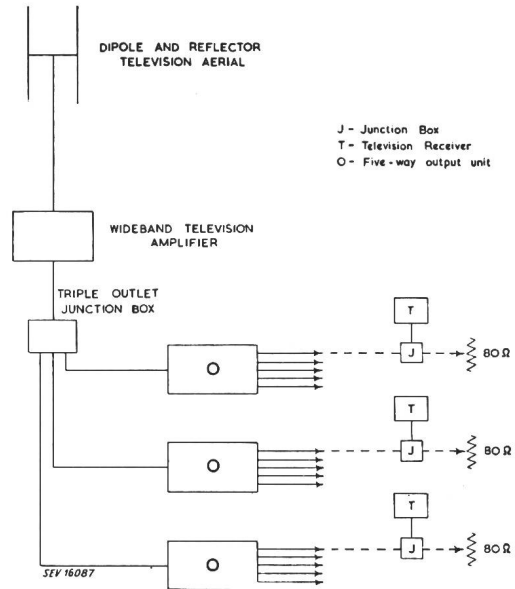 DIPOLE AND REFLECTOR
TELEVISION AERIAL
J - Junction Box
T - Television Receiver
O - Five-way output unit
WIDEBAND TELEVISION
AMPLIFIER
TRIPLE OUTLET
JUNCTION BOX
T
O
J
80Ω
T
O
J
80Ω
T
O
J
80Ω
SEV 16087